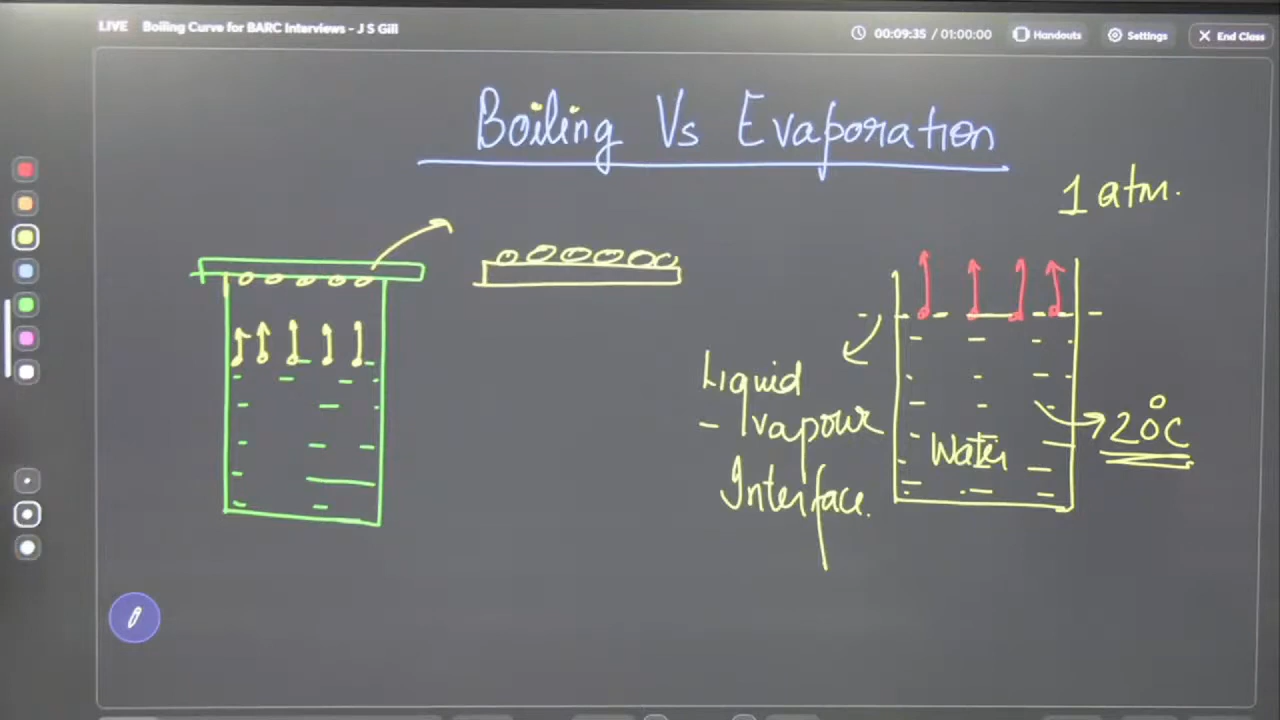 LIVE Boiling Curve for BARC Interviews - J S Gill
00:09:35 / 01:00:00 Handouts Settings End Class
Boiling Vs Evaporation
1 atm.
Liquid
- Vapour
Interface.
Water
20°C